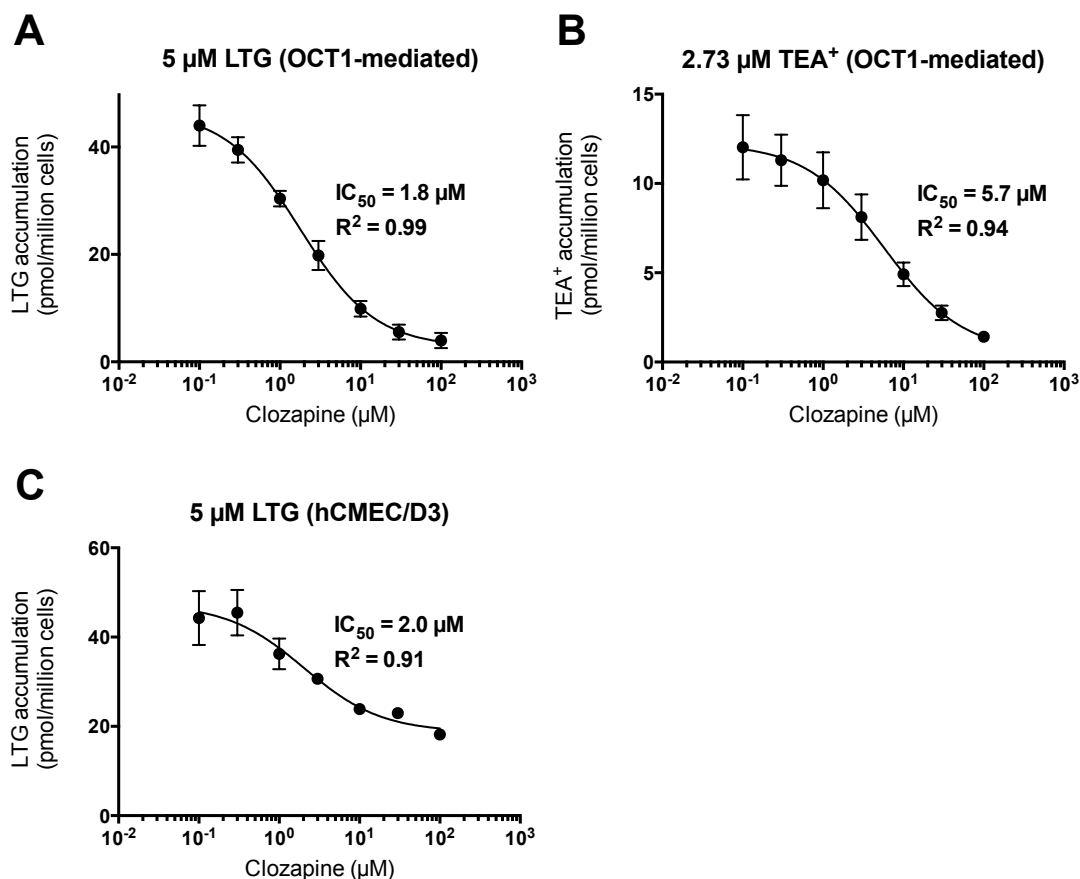 A
5 µM LTG (OCT1-mediated)
LTG accumulation
(pmol/million cells)
40
20
0
IC50 = 1.8 µM
R² = 0.99
10⁻² 10⁻¹ 10⁰ 10¹ 10² 10³
Clozapine (µM)
B
2.73 µM TEA⁺ (OCT1-mediated)
TEA⁺ accumulation
(pmol/million cells)
15
10
5
0
IC50 = 5.7 µM
R² = 0.94
10⁻² 10⁻¹ 10⁰ 10¹ 10² 10³
Clozapine (µM)
C
5 µM LTG (hCMEC/D3)
LTG accumulation
(pmol/million cells)
60
40
20
0
IC50 = 2.0 µM
R² = 0.91
10⁻² 10⁻¹ 10⁰ 10¹ 10² 10³
Clozapine (µM)